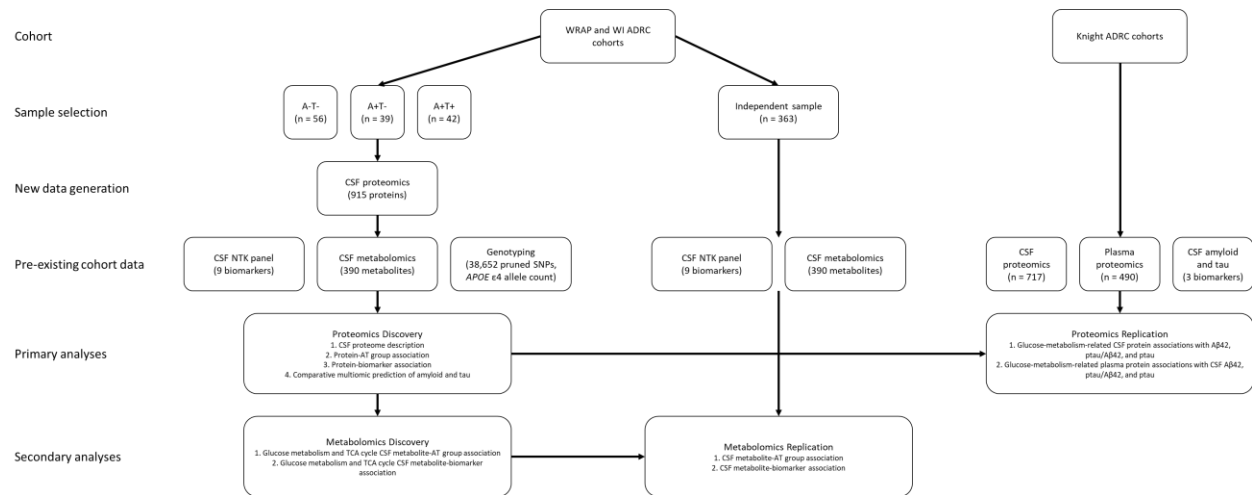 Cohort
WRAP and WI ADRC
cohorts
Knight ADRC cohorts
Sample selection
A-T-
(n = 56)
A+T-
(n = 39)
A+T+
(n = 42)
Independent sample
(n = 363)
New data generation
CSF proteomics
(915 proteins)
Pre-existing cohort data
CSF NTK panel
(9 biomarkers)
CSF metabolomics
(390 metabolites)
Genotyping
(38,652 pruned SNPs,
APOE ε4 allele count)
CSF NTK panel
(9 biomarkers)
CSF metabolomics
(390 metabolites)
CSF
proteomics
(n = 717)
Plasma
proteomics
(n = 490)
CSF amyloid
and tau
(3 biomarkers)
Primary analyses
Proteomics Discovery
1. CSF proteome description
2. Protein-AT group association
3. Protein-biomarker association
4. Comparative multiomic prediction of amyloid and tau
Proteomics Replication
1. Glucose-metabolism-related CSF protein associations with Aβ42,
ptau/Aβ42, and ptau
2. Glucose-metabolism-related plasma protein associations with CSF Aβ42,
ptau/Aβ42, and ptau
Secondary analyses
Metabolomics Discovery
1. Glucose metabolism and TCA cycle CSF metabolite-AT group association
2. Glucose metabolism and TCA cycle CSF metabolite-biomarker
association
Metabolomics Replication
1. CSF metabolite-AT group association
2. CSF metabolite-biomarker association